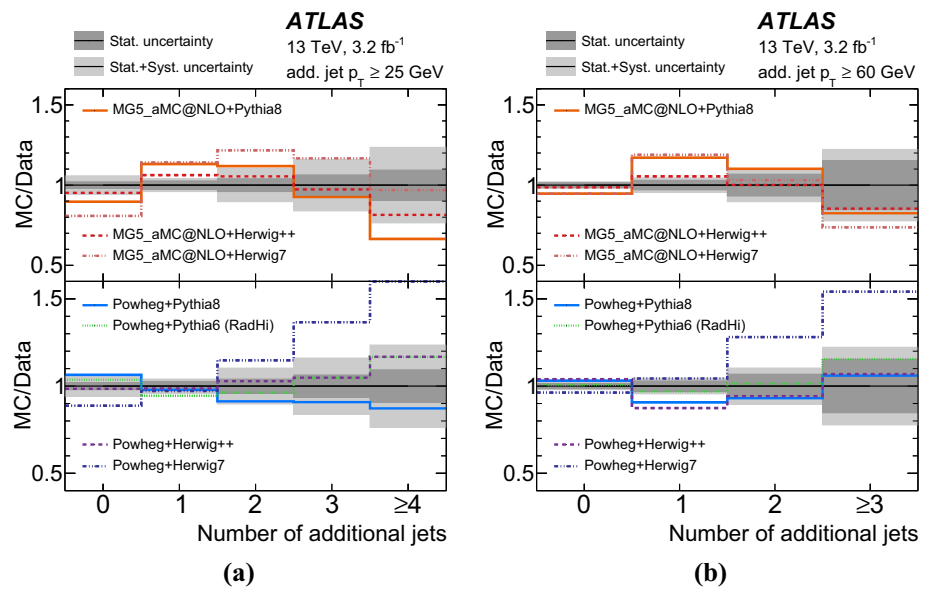 ATLAS
Stat. uncertainty
13 TeV, 3.2 fb⁻¹
Stat.+Syst. uncertainty
add. jet p_T ≥ 25 GeV
MC/Data
1.5
1
0.5
MG5_aMC@NLO+Pythia8
MG5_aMC@NLO+Herwig++
MG5_aMC@NLO+Herwig7
MC/Data
1.5
1
0.5
Powheg+Pythia8
Powheg+Pythia6 (RadHi)
Powheg+Herwig++
Powheg+Herwig7
0 1 2 3 ≥4
Number of additional jets
(a)
ATLAS
Stat. uncertainty
13 TeV, 3.2 fb⁻¹
Stat.+Syst. uncertainty
add. jet p_T ≥ 60 GeV
MC/Data
1.5
1
0.5
MG5_aMC@NLO+Pythia8
MG5_aMC@NLO+Herwig++
MG5_aMC@NLO+Herwig7
MC/Data
1.5
1
0.5
Powheg+Pythia8
Powheg+Pythia6 (RadHi)
Powheg+Herwig++
Powheg+Herwig7
0 1 2 ≥3
Number of additional jets
(b)